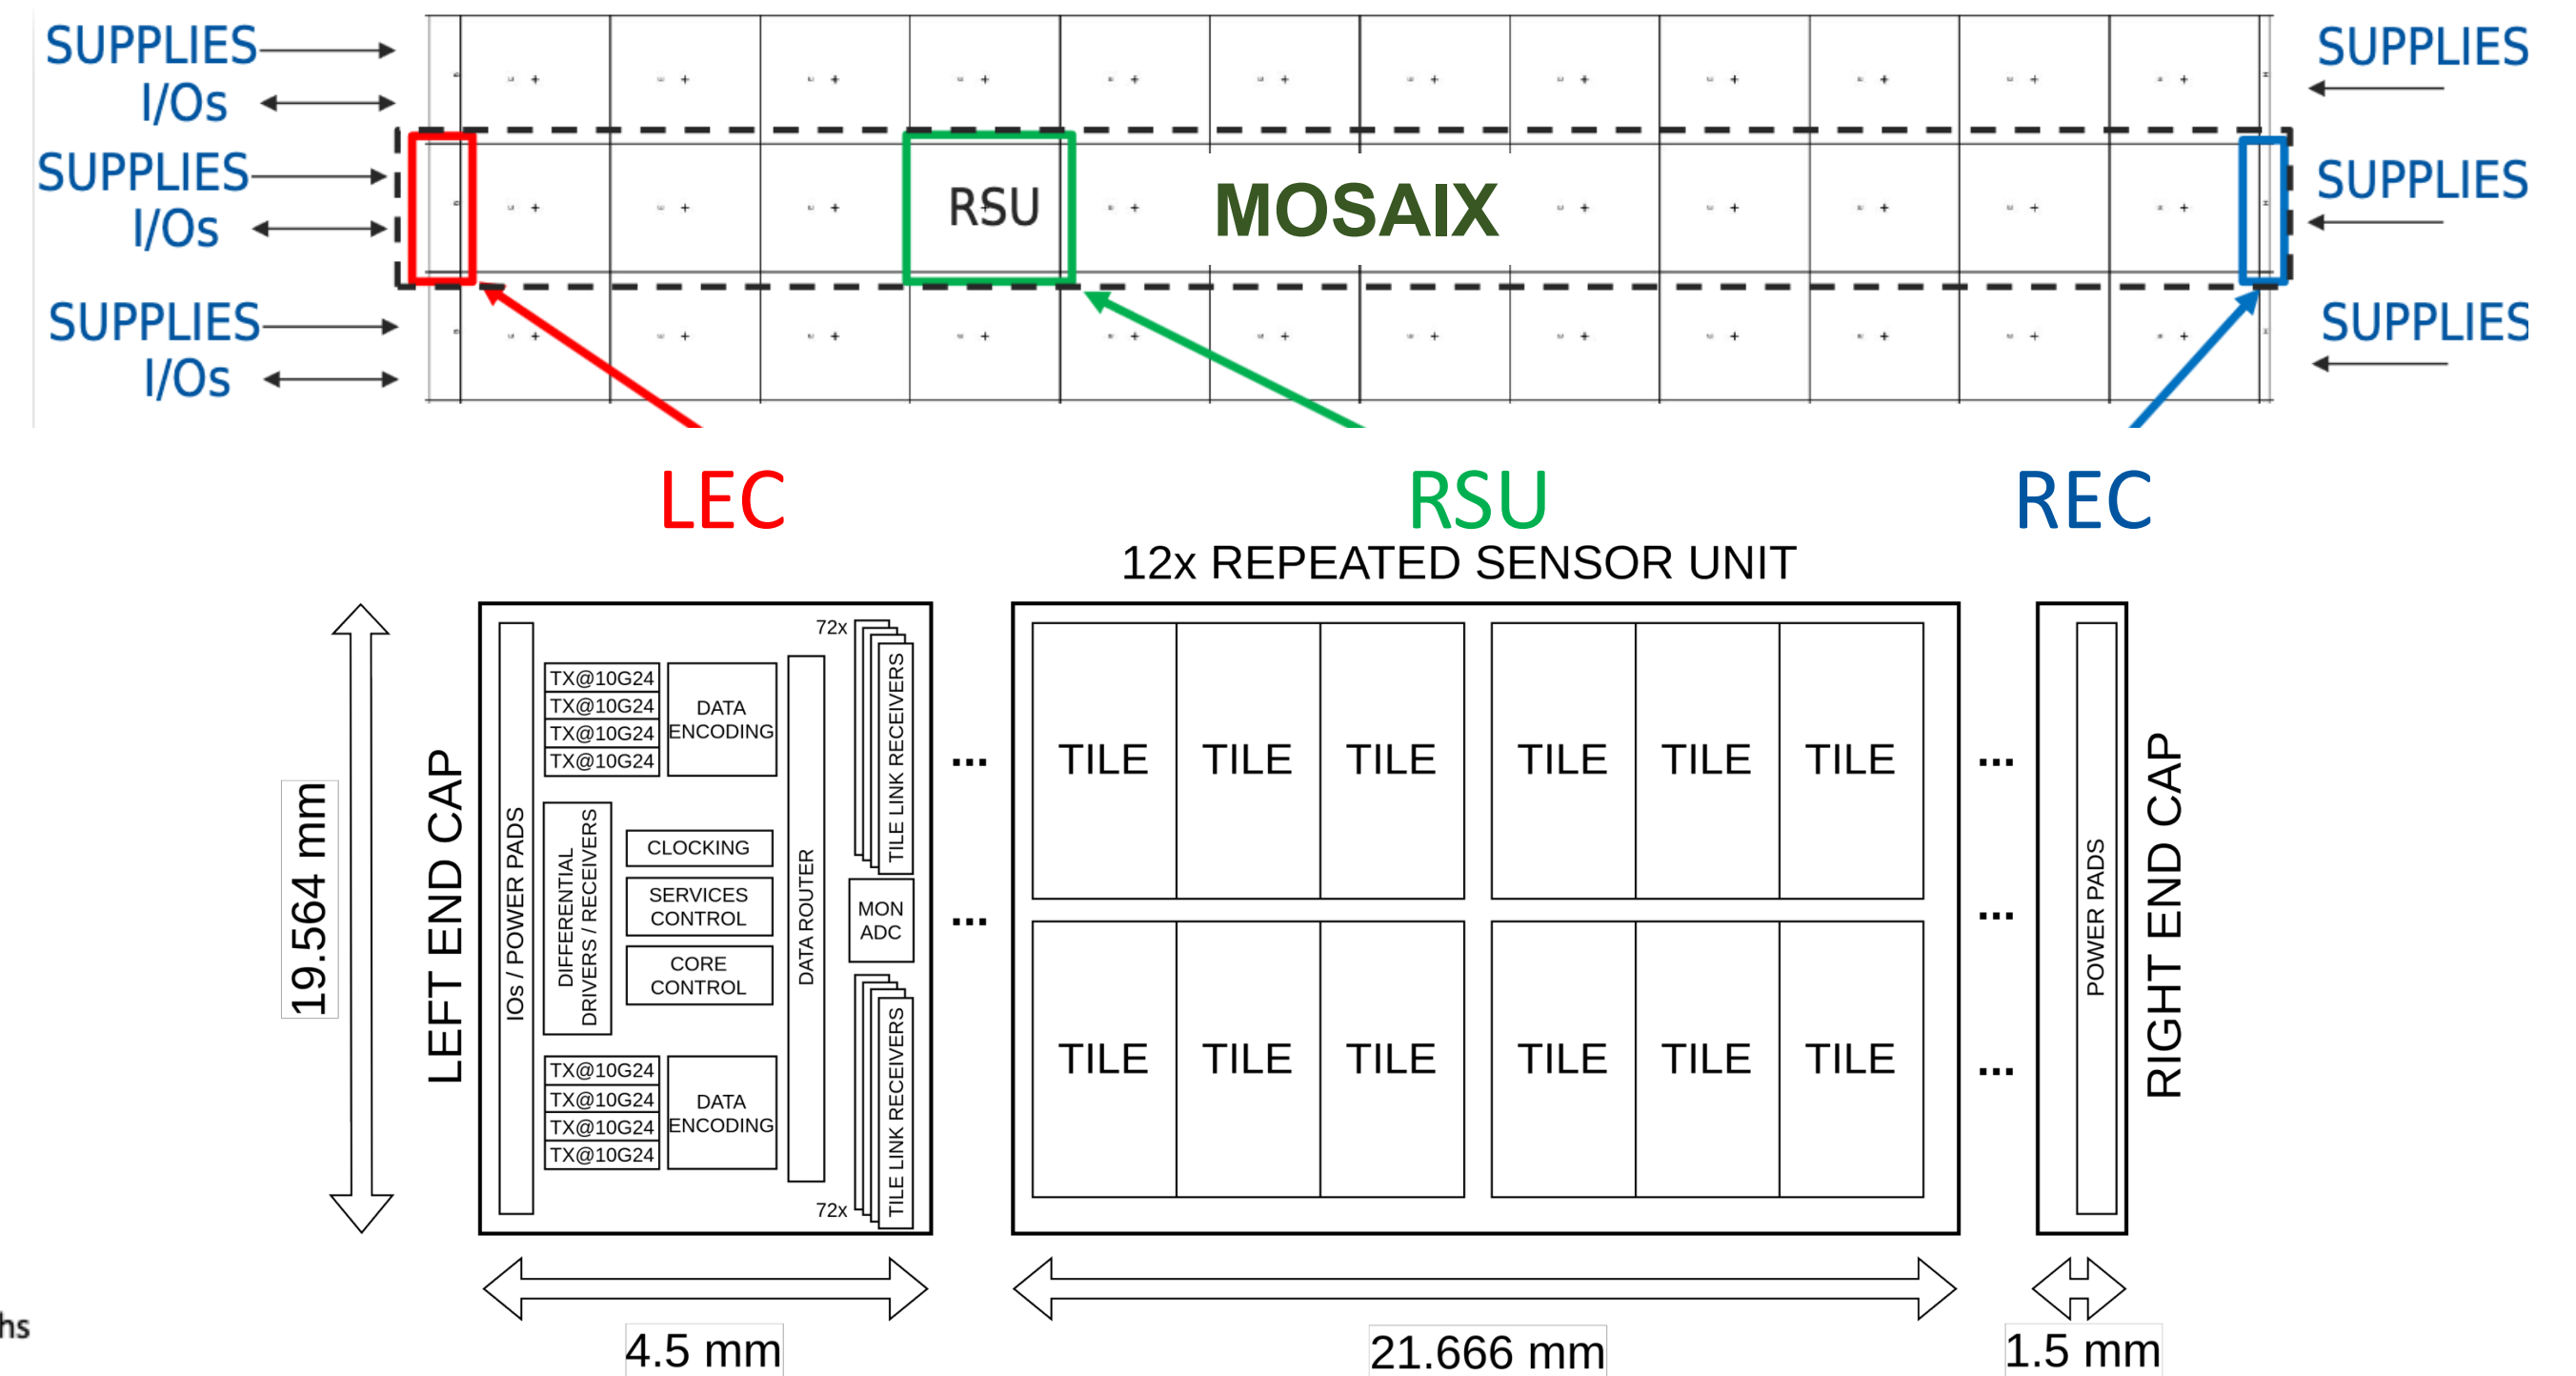 SUPPLIES
I/Os
SUPPLIES
I/Os
SUPPLIES
I/Os
RSU
MOSAIX
SUPPLIES
SUPPLIES
SUPPLIES
LEC
RSU
REC
12x REPEATED SENSOR UNIT
19.564 mm
LEFT END CAP
IOs / POWER PADS
TX@10G24
TX@10G24
TX@10G24
TX@10G24
DATA
ENCODING
DIFFERENTIAL
DRIVERS / RECEIVERS
CLOCKING
SERVICES
CONTROL
CORE
CONTROL
TX@10G24
TX@10G24
TX@10G24
TX@10G24
DATA
ENCODING
DATA ROUTER
72x
TILE LINK RECEIVERS
MON
ADC
72x
TILE LINK RECEIVERS
...
...
TILE TILE TILE TILE TILE TILE
TILE TILE TILE TILE TILE TILE
...
...
...
POWER PADS
RIGHT END CAP
4.5 mm
21.666 mm
1.5 mm
hs